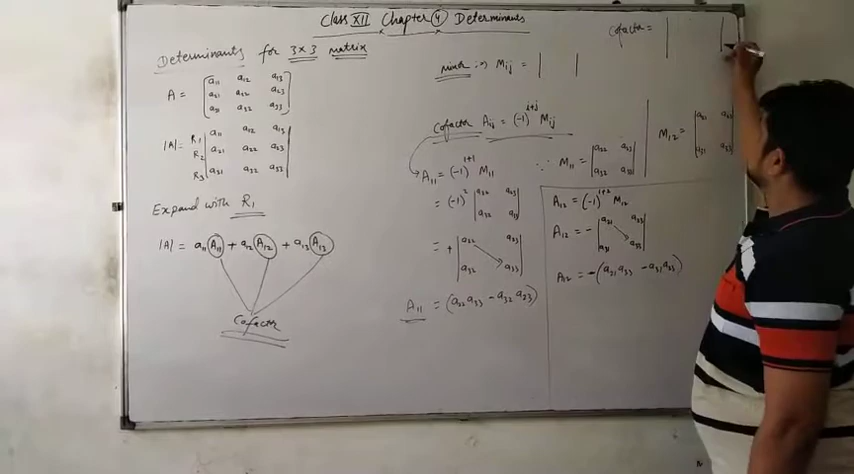 Class XII Chapter 4 Determinants
Determinants for 3×3 matrix
A = [a11 a12 a13
a21 a22 a23
a31 a32 a33]
|A| = R1 | a11 a12 a13 |
R2 | a21 a22 a23 |
R3 | a31 a32 a33 |
Expand with R1
|A| = a11 A11 + a12 A12 + a13 A13
Cofactor
minor :→ Mij = | |
Cofactor Aij = (-1)^i+j Mij
A11 = (-1)^1+1 M11
= (-1)^2 | a22 a23 |
| a32 a33 |
= + | a22 a23 |
| a32 a33 |
A11 = (a22 a33 - a32 a23)
∵ M11 = | a22 a23 |
| a32 a33 |
Cofactor = | |
M12 = | a21 a23 |
| a31 a33 |
A12 = (-1)^1+2 M12
A12 = - | a21 a23 |
| a31 a33 |
A12 = -(a21 a33 - a31 a23)